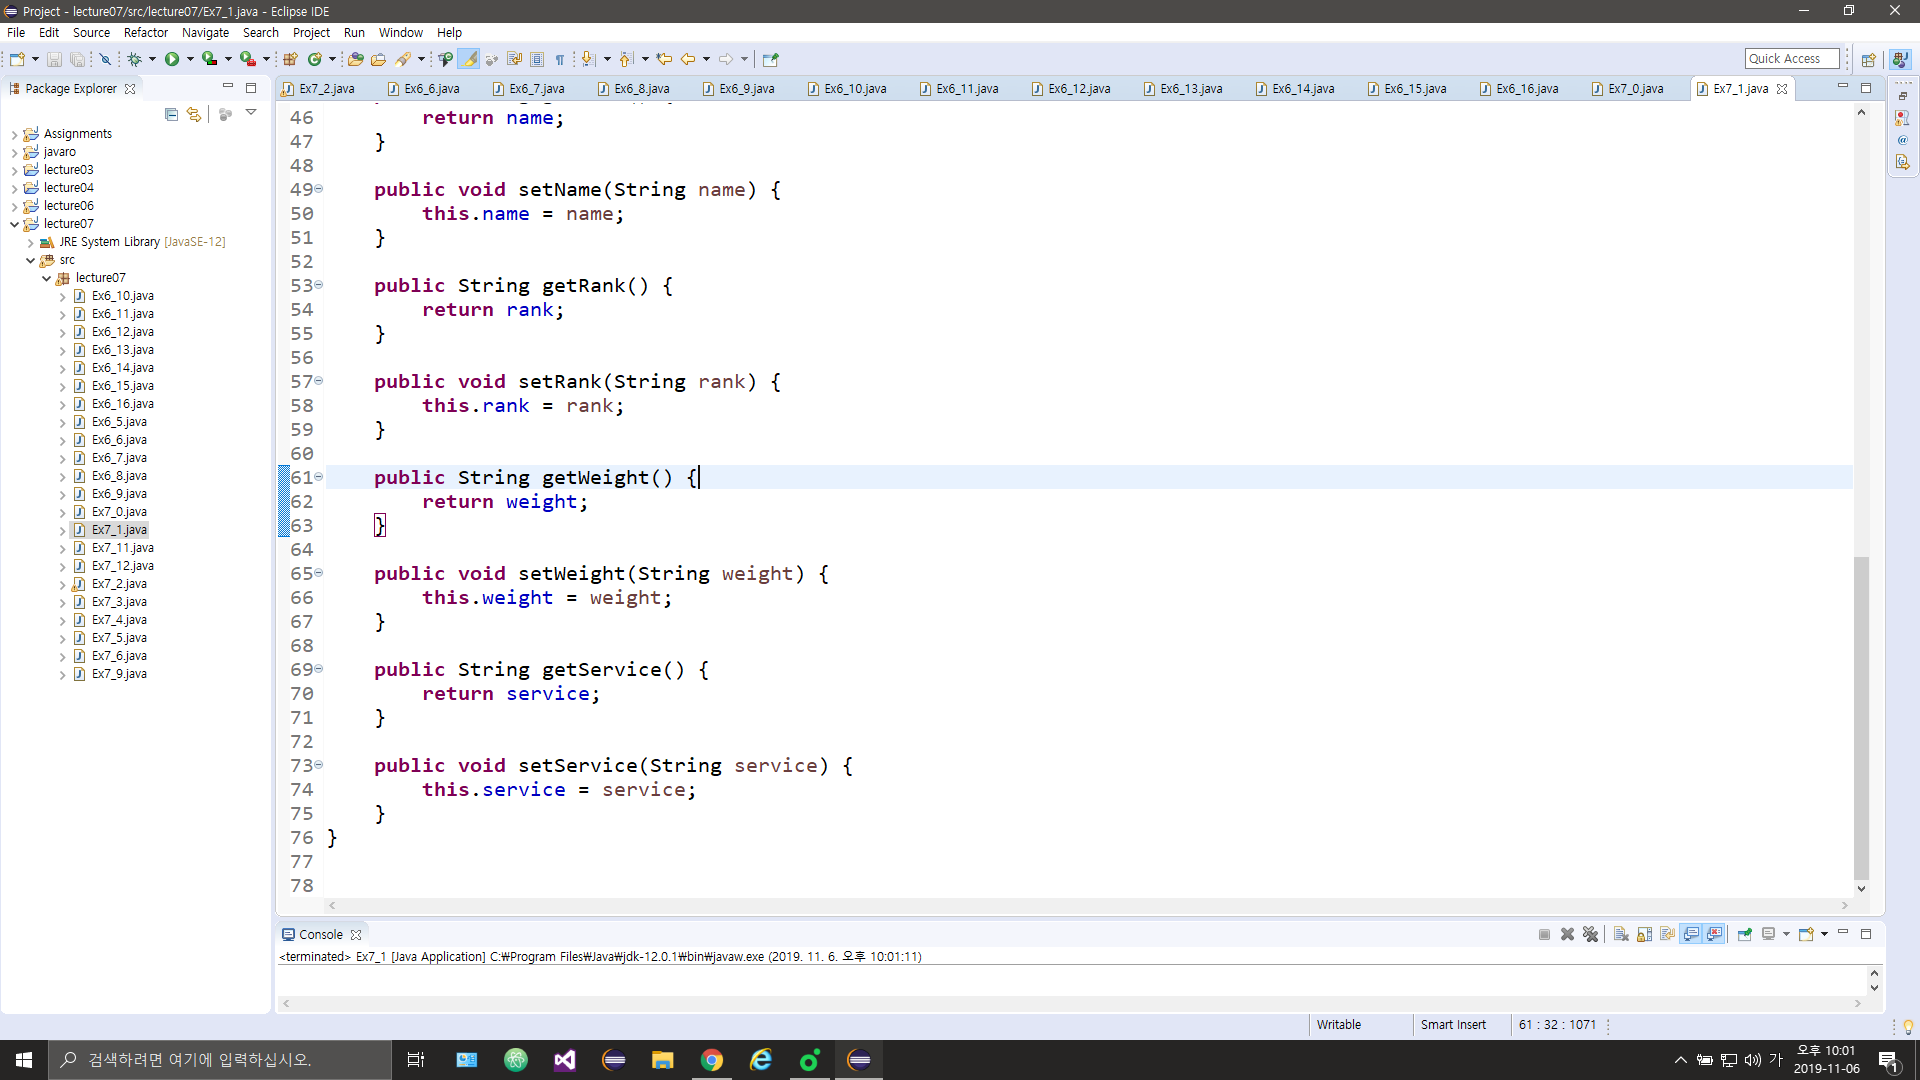 Project - lecture07/src/lecture07/Ex7_1.java - Eclipse IDE
File Edit Source Refactor Navigate Search Project Run Window Help
Quick Access
Package Explorer
Ex7_2.java Ex6_6.java Ex6_7.java Ex6_8.java Ex6_9.java Ex6_10.java Ex6_11.java Ex6_12.java Ex6_13.java Ex6_14.java Ex6_15.java Ex6_16.java Ex7_0.java Ex7_1.java
Assignments
javaro
lecture03
lecture04
lecture06
lecture07
JRE System Library [JavaSE-12]
src
lecture07
Ex6_10.java
Ex6_11.java
Ex6_12.java
Ex6_13.java
Ex6_14.java
Ex6_15.java
Ex6_16.java
Ex6_5.java
Ex6_6.java
Ex6_7.java
Ex6_8.java
Ex6_9.java
Ex7_0.java
Ex7_1.java
Ex7_11.java
Ex7_12.java
Ex7_2.java
Ex7_3.java
Ex7_4.java
Ex7_5.java
Ex7_6.java
Ex7_9.java
46 return name;
47 }
48
49 public void setName(String name) {
50 this.name = name;
51 }
52
53 public String getRank() {
54 return rank;
55 }
56
57 public void setRank(String rank) {
58 this.rank = rank;
59 }
60
61 public String getWeight() {
62 return weight;
63 }
64
65 public void setWeight(String weight) {
66 this.weight = weight;
67 }
68
69 public String getService() {
70 return service;
71 }
72
73 public void setService(String service) {
74 this.service = service;
75 }
76 }
77
78
Console
<terminated> Ex7_1 [Java Application] C:₩Program Files₩Java₩jdk-12.0.1₩bin₩javaw.exe (2019. 11. 6. 오후 10:01:11)
Writable Smart Insert 61 : 32 : 1071
검색하려면 여기에 입력하십시오.
가
오후 10:01
2019-11-06
1